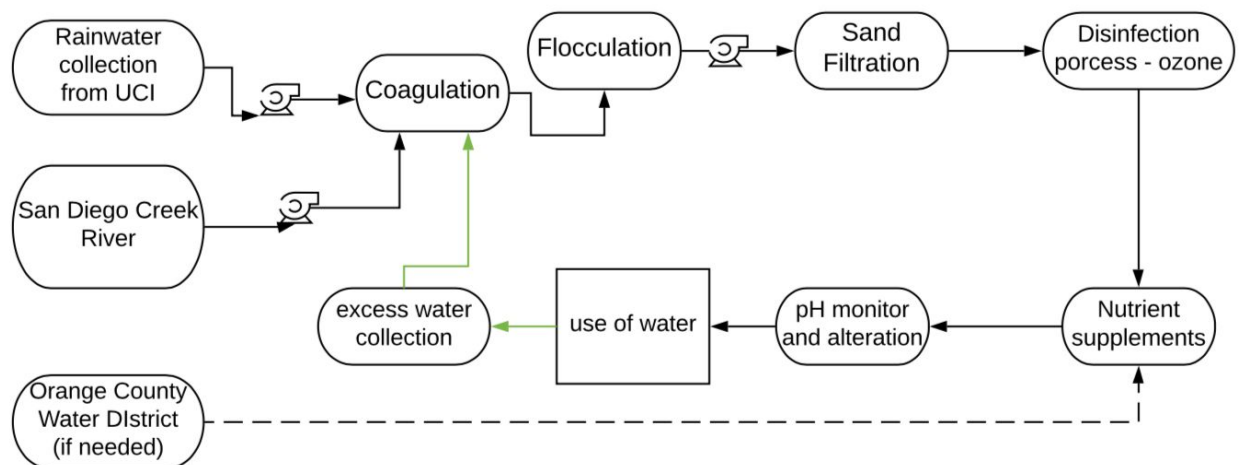 Rainwater
collection
from UCI
Coagulation
Flocculation
Sand
Filtration
Disinfection
porcess - ozone
San Diego Creek
River
excess water
collection
use of water
pH monitor
and alteration
Nutrient
supplements
Orange County
Water DIstrict
(if needed)